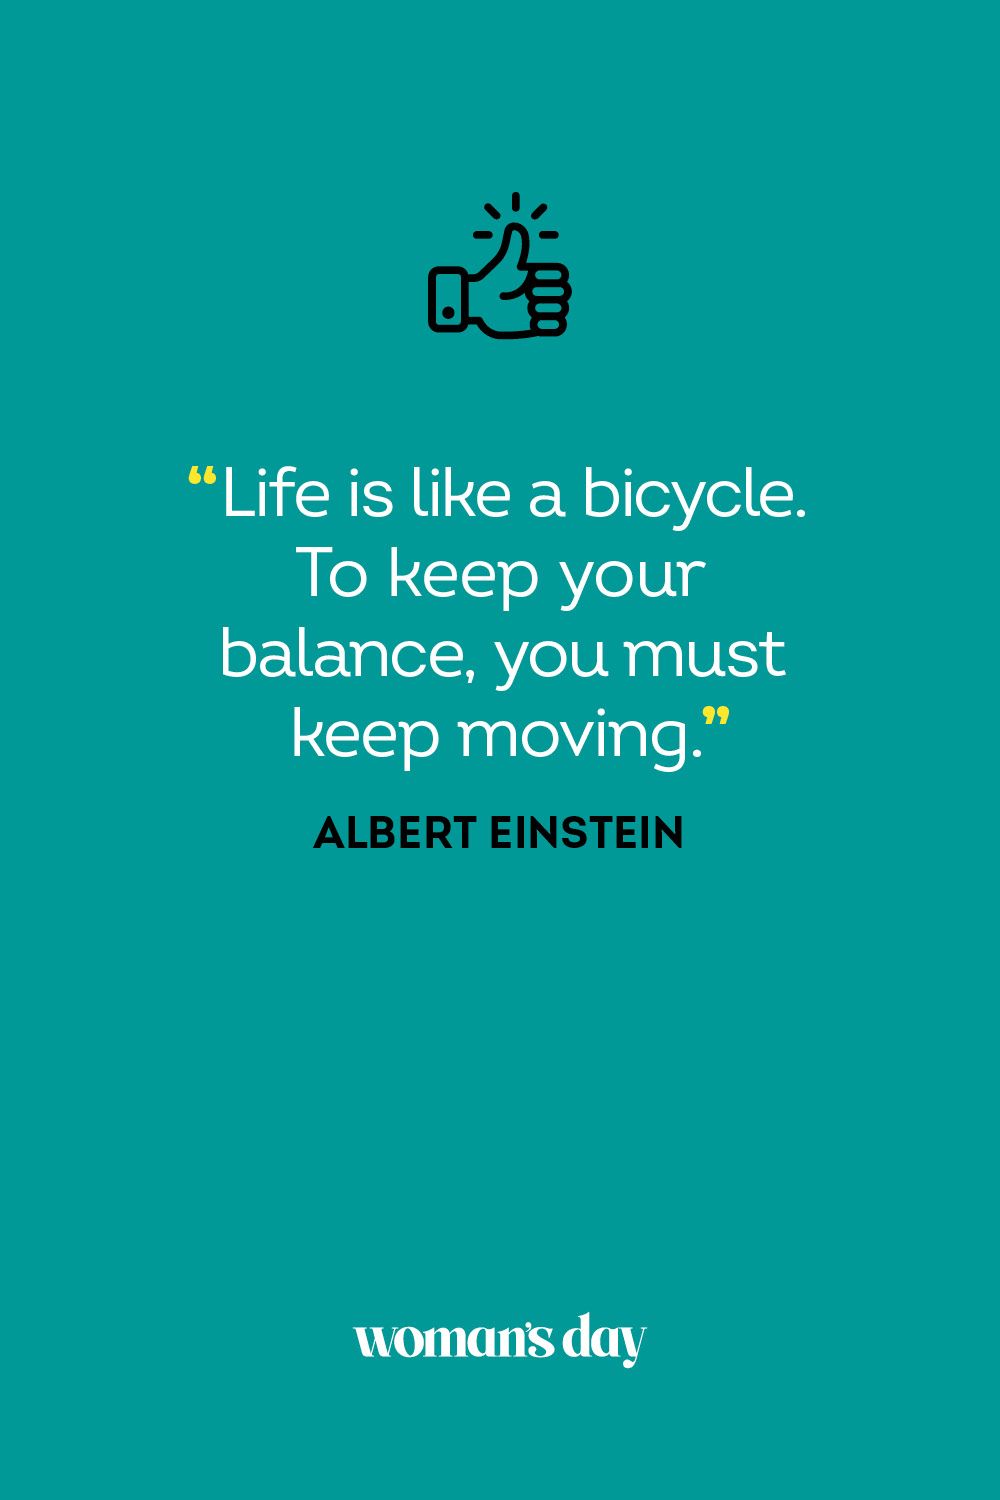 “Life is like a bicycle.
To keep your
balance, you must
keep moving.”
ALBERT EINSTEIN
woman's day